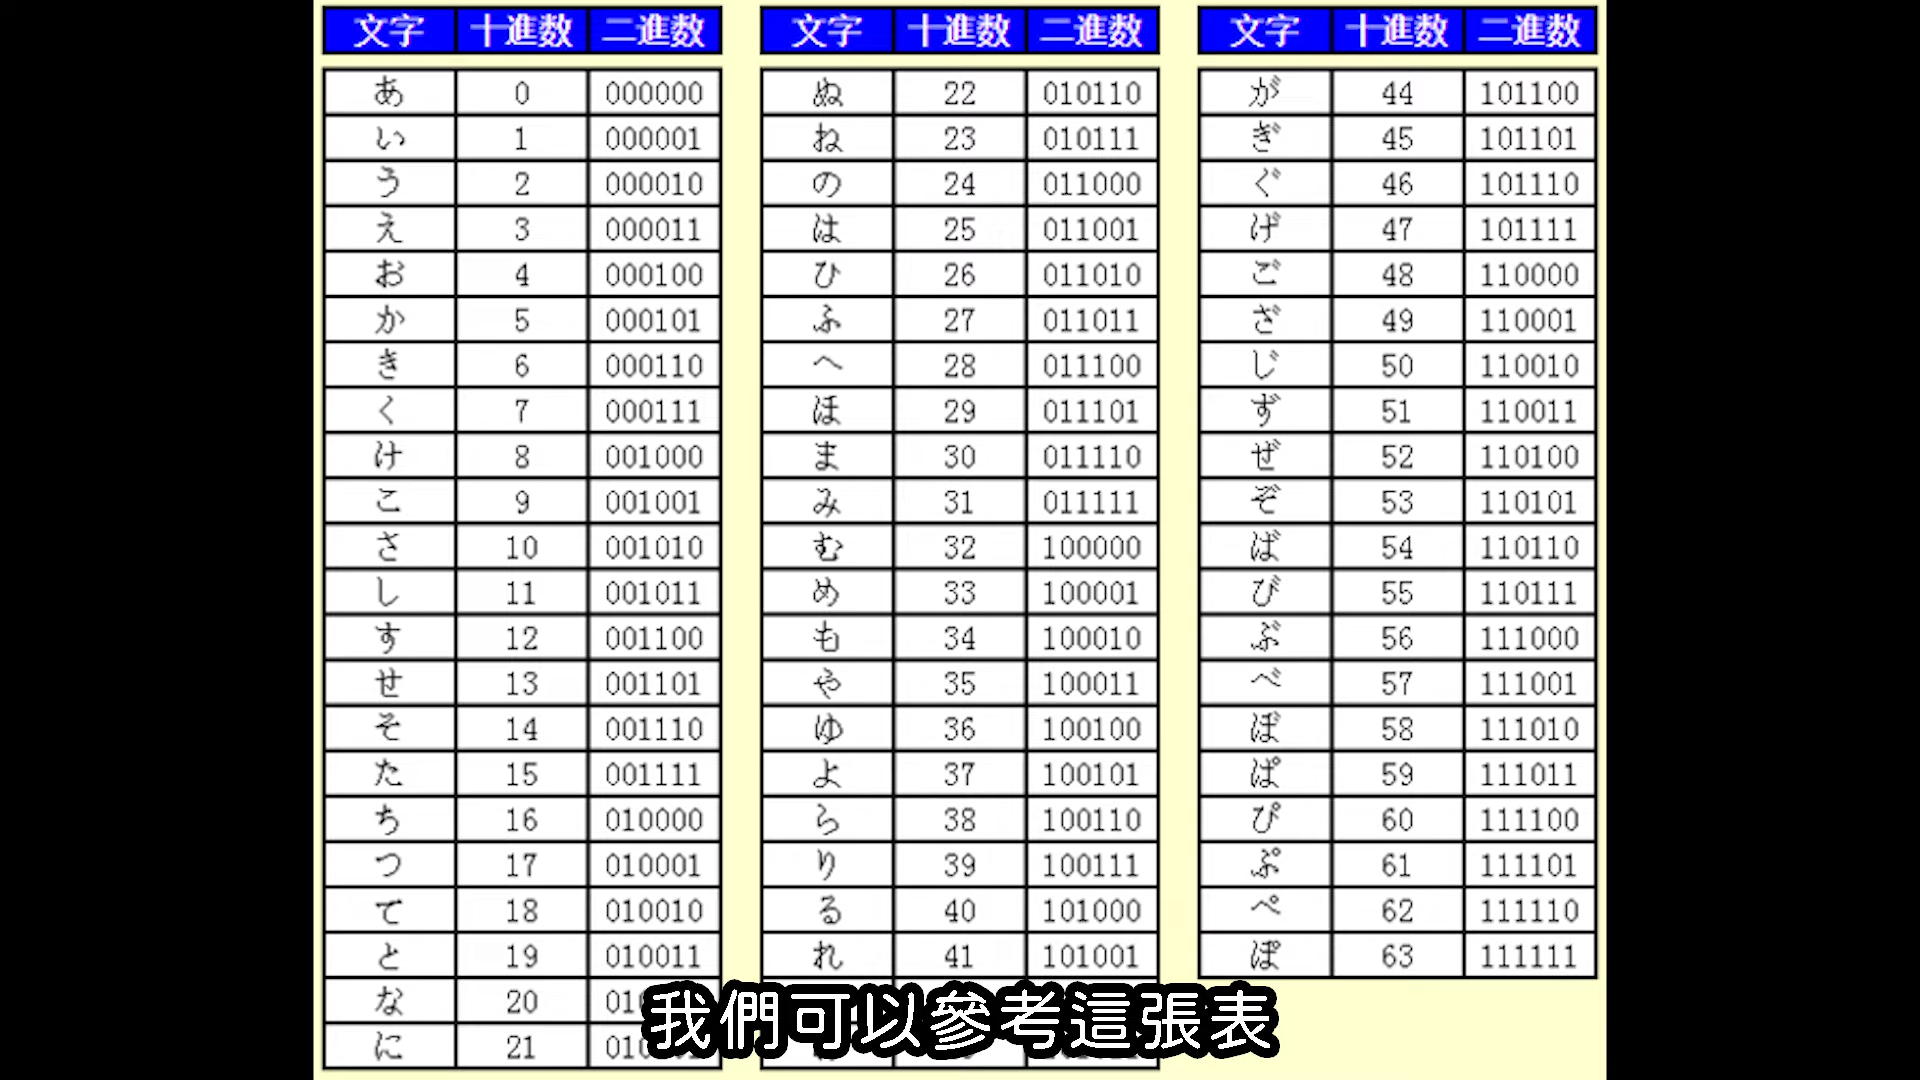 文字 十進数 二進数 文字 十進数 二進数 文字 十進数 二進数
あ 0 000000 ぬ 22 010110 が 44 101100
い 1 000001 ね 23 010111 ぎ 45 101101
う 2 000010 の 24 011000 ぐ 46 101110
え 3 000011 は 25 011001 げ 47 101111
お 4 000100 ひ 26 011010 ご 48 110000
か 5 000101 ふ 27 011011 ざ 49 110001
き 6 000110 へ 28 011100 じ 50 110010
く 7 000111 ほ 29 011101 ず 51 110011
け 8 001000 ま 30 011110 ぜ 52 110100
こ 9 001001 み 31 011111 ぞ 53 110101
さ 10 001010 む 32 100000 ば 54 110110
し 11 001011 め 33 100001 び 55 110111
す 12 001100 も 34 100010 ぶ 56 111000
せ 13 001101 や 35 100011 べ 57 111001
そ 14 001110 ゆ 36 100100 ぼ 58 111010
た 15 001111 よ 37 100101 ぱ 59 111011
ち 16 010000 ら 38 100110 ぴ 60 111100
つ 17 010001 り 39 100111 ぷ 61 111101
て 18 010010 る 40 101000 ぺ 62 111110
と 19 010011 れ 41 101001 ぽ 63 111111
な 20
に 21
我們可以參考這張表